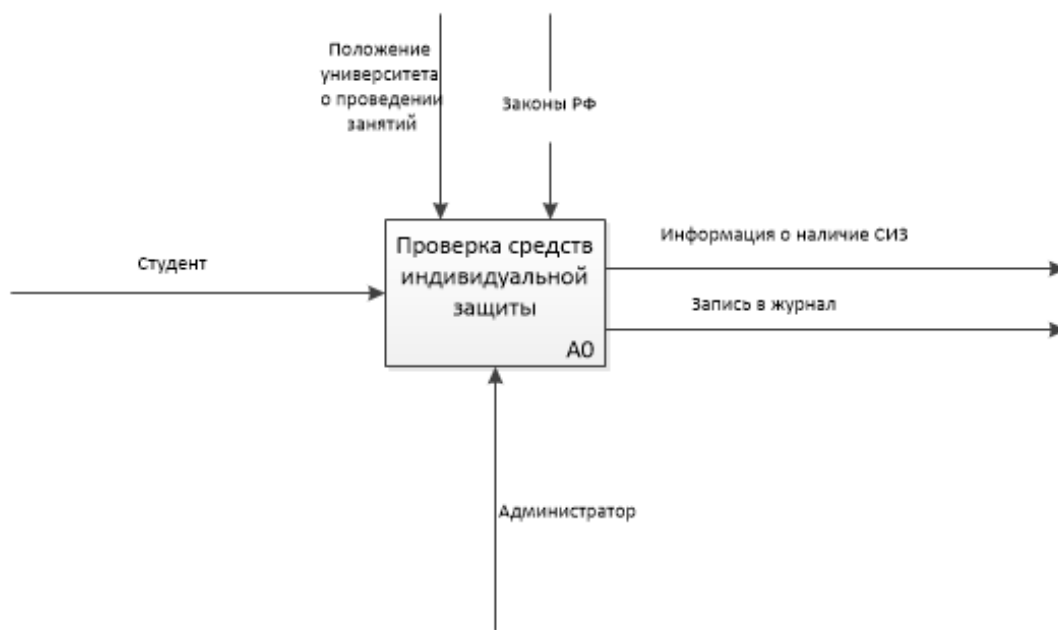 Положение
университета
о проведении
занятий
Законы РФ
Проверка средств
индивидуальной
защиты
А0
Студент
Информация о наличие СИЗ
Запись в журнал
Администратор